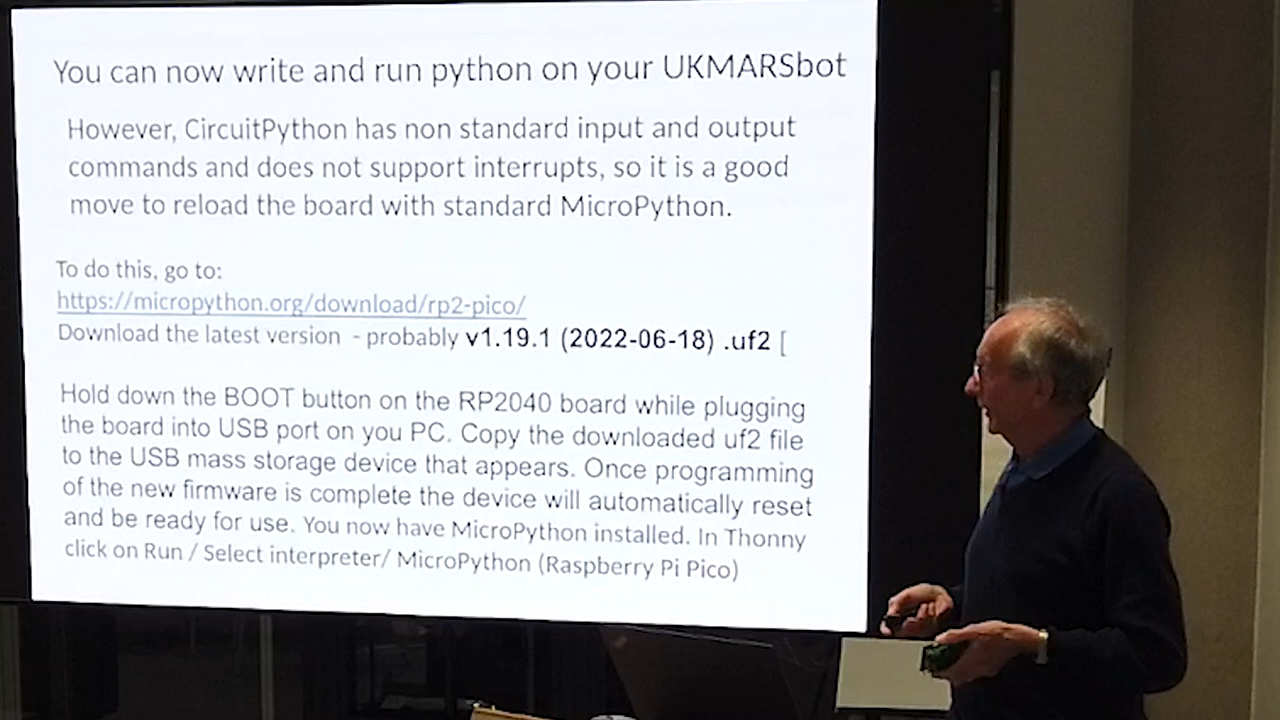 You can now write and run python on your UKMARSbot
However, CircuitPython has non standard input and output
commands and does not support interrupts, so it is a good
move to reload the board with standard MicroPython.
To do this, go to:
https://micropython.org/download/rp2-pico/
Download the latest version - probably v1.19.1 (2022-06-18) .uf2 [
Hold down the BOOT button on the RP2040 board while plugging
the board into USB port on you PC. Copy the downloaded uf2 file
to the USB mass storage device that appears. Once programming
of the new firmware is complete the device will automatically reset
and be ready for use. You now have MicroPython installed. In Thonny
click on Run / Select interpreter/ MicroPython (Raspberry Pi Pico)